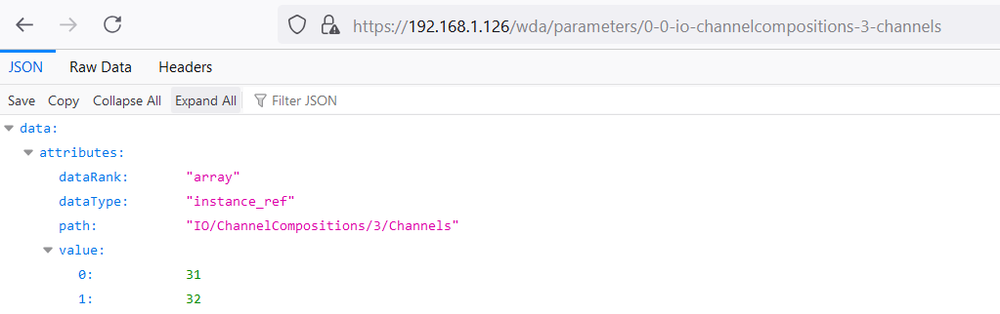 https://192.168.1.126/wda/parameters/0-0-io-channelcompositions-3-channels
JSON Raw Data Headers
Save Copy Collapse All Expand All Filter JSON
data:
attributes:
dataRank: "array"
dataType: "instance_ref"
path: "IO/ChannelCompositions/3/Channels"
value:
0: 31
1: 32